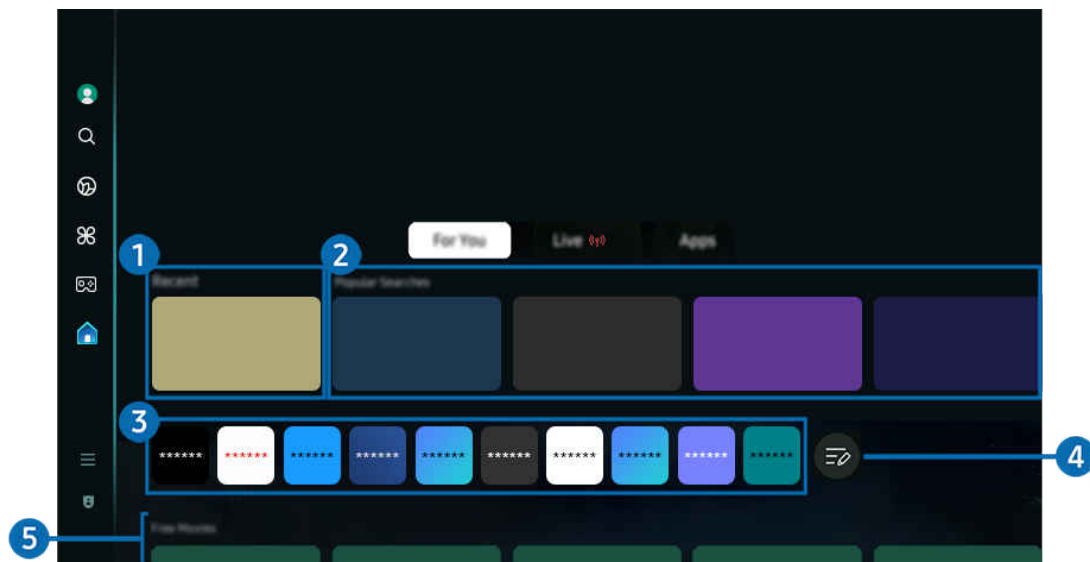 For You Live Apps
1 2
Recent Popular Searches
3
****** ****** ****** ****** ****** ****** ****** ****** ****** ******
4
5
Free Movies